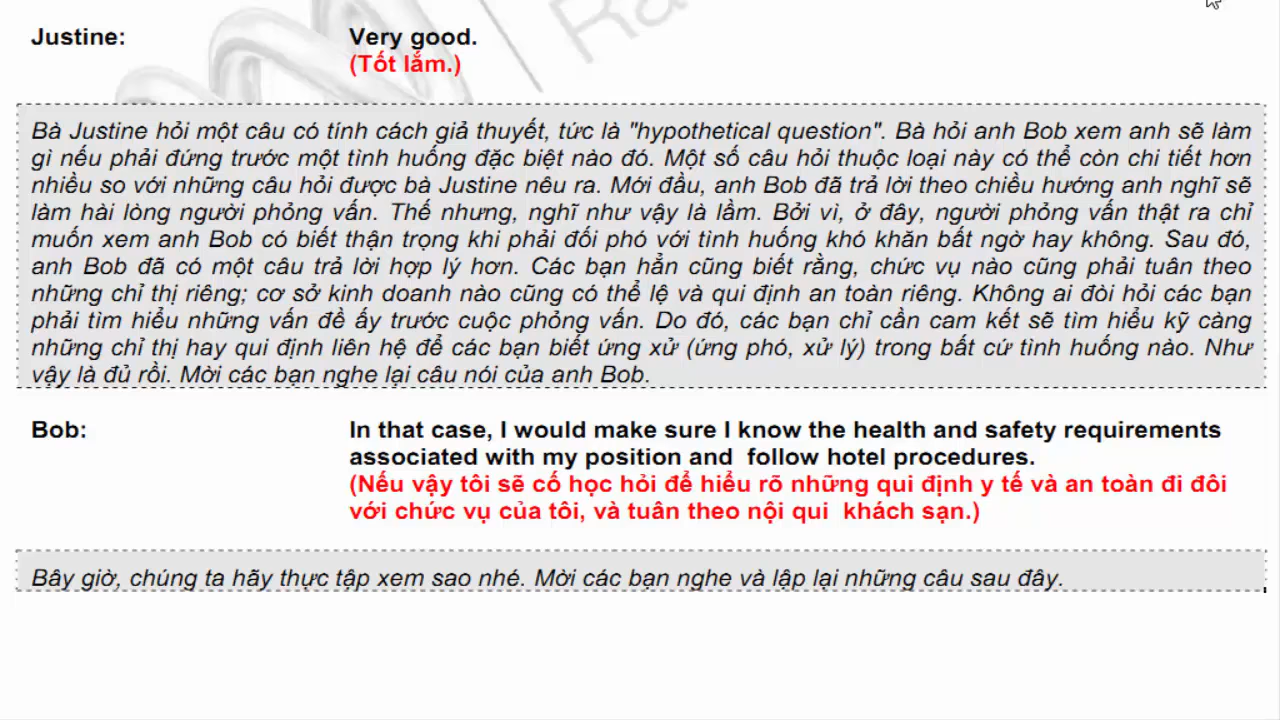 Justine: Very good.
(Tốt lắm.)
Bà Justine hỏi một câu có tính cách giả thuyết, tức là "hypothetical question". Bà hỏi anh Bob xem anh sẽ làm
gì nếu phải đứng trước một tình huống đặc biệt nào đó. Một số câu hỏi thuộc loại này có thể còn chi tiết hơn
nhiều so với những câu hỏi được bà Justine nêu ra. Mới đầu, anh Bob đã trả lời theo chiều hướng anh nghĩ sẽ
làm hài lòng người phỏng vấn. Thế nhưng, nghĩ như vậy là lầm. Bởi vì, ở đây, người phỏng vấn thật ra chỉ
muốn xem anh Bob có biết thận trọng khi phải đối phó với tình huống khó khăn bất ngờ hay không. Sau đó,
anh Bob đã có một câu trả lời hợp lý hơn. Các bạn hẳn cũng biết rằng, chức vụ nào cũng phải tuân theo
những chỉ thị riêng; cơ sở kinh doanh nào cũng có thể lệ và qui định an toàn riêng. Không ai đòi hỏi các bạn
phải tìm hiểu những vấn đề ấy trước cuộc phỏng vấn. Do đó, các bạn chỉ cần cam kết sẽ tìm hiểu kỹ càng
những chỉ thị hay qui định liên hệ để các bạn biết ứng xử (ứng phó, xử lý) trong bất cứ tình huống nào. Như
vậy là đủ rồi. Mời các bạn nghe lại câu nói của anh Bob.
Bob: In that case, I would make sure I know the health and safety requirements
associated with my position and  follow hotel procedures.
(Nếu vậy tôi sẽ cố học hỏi để hiểu rõ những qui định y tế và an toàn đi đôi
với chức vụ của tôi, và tuân theo nội qui  khách sạn.)
Bây giờ, chúng ta hãy thực tập xem sao nhé. Mời các bạn nghe và lập lại những câu sau đây.